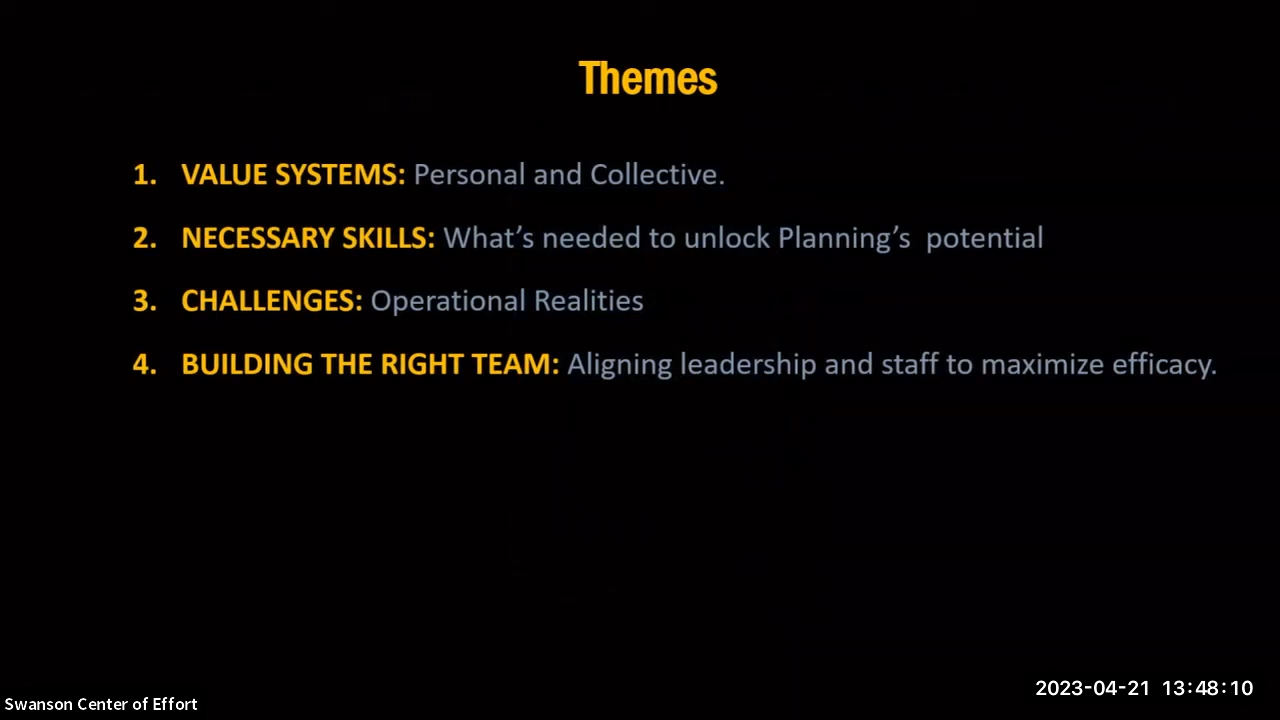 Themes
1. VALUE SYSTEMS: Personal and Collective.
2. NECESSARY SKILLS: What’s needed to unlock Planning’s  potential
3. CHALLENGES: Operational Realities
4. BUILDING THE RIGHT TEAM: Aligning leadership and staff to maximize efficacy.
2023-04-21 13:48:10
Swanson Center of Effort